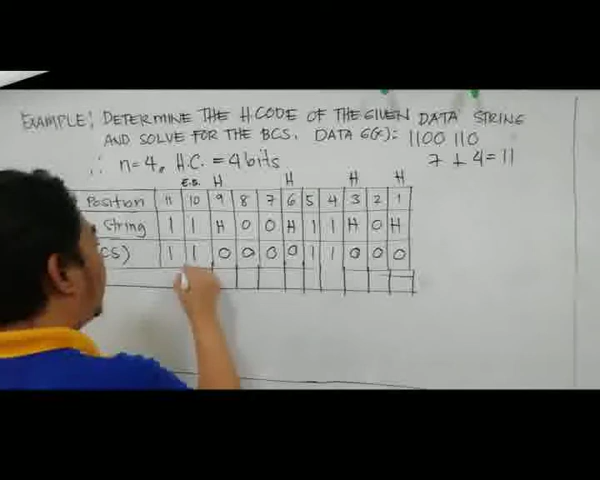 EXAMPLE: DETERMINE THE H CODE OF THE GIVEN DATA STRING
AND SOLVE FOR THE BCS. DATA G(x): 1100 110
∴ n=4, H.C. = 4 bits 7 + 4 = 11
E.B. H H H H
Position 11 10 9 8 7 6 5 4 3 2 1
String 1 1 H 0 0 H 1 1 H 0 H
CS) 1 1 0 0 0 0 1 1 0 0 0